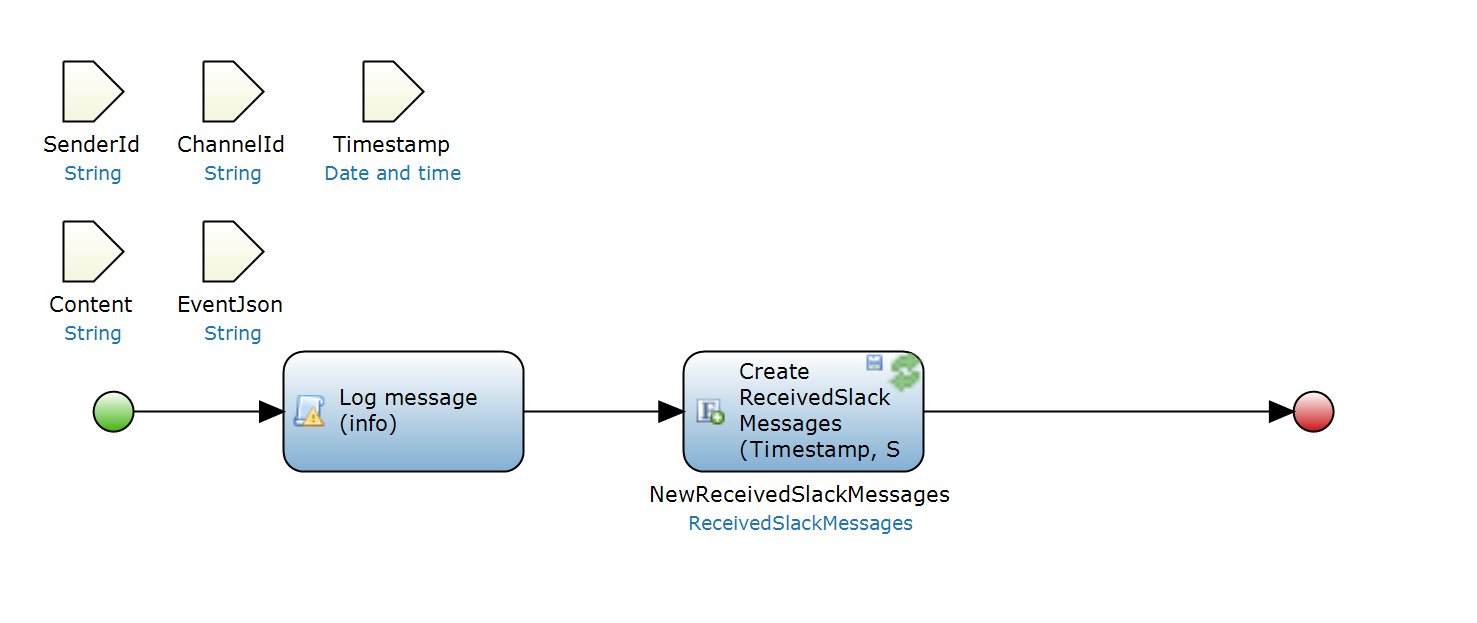 SenderId
String
ChannelId
String
Timestamp
Date and time
Content
String
EventJson
String
Log message
(info)
Create
ReceivedSlack
Messages
(Timestamp, S
NewReceivedSlackMessages
ReceivedSlackMessages